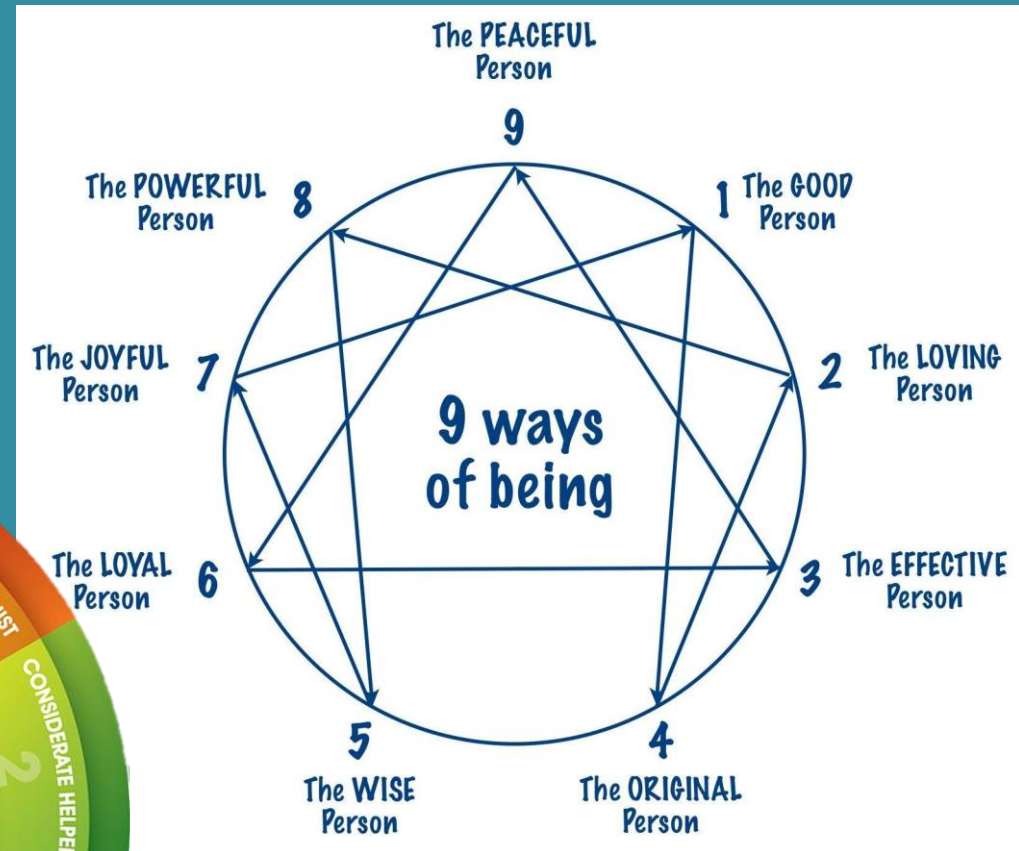 The PEACEFUL
Person
9
The POWERFUL
Person
8
1
The GOOD
Person
The JOYFUL
Person
7
2
The LOVING
Person
9 ways
of being
The LOYAL
Person
6
3
The EFFECTIVE
Person
5
The WISE
Person
4
The ORIGINAL
Person
CONSIDERATE HELPER
2